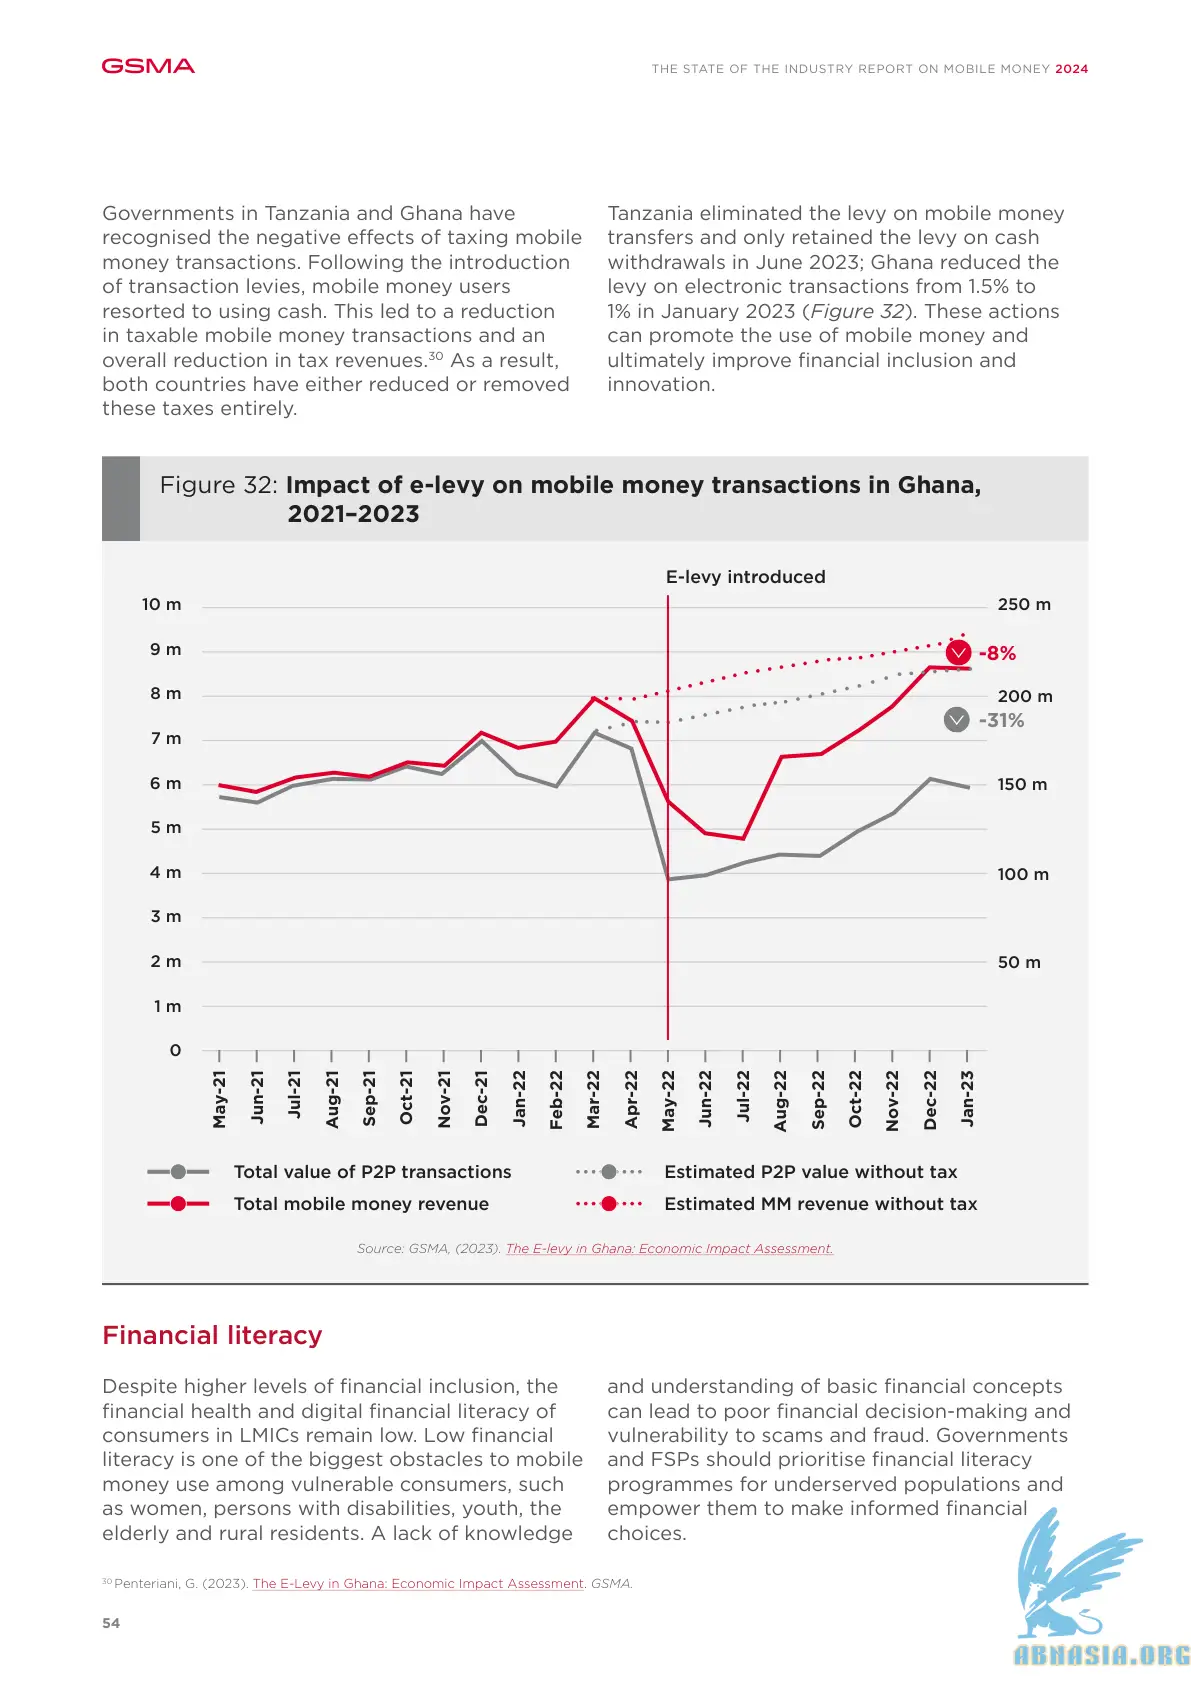 GSMA
THE STATE OF THE INDUSTRY REPORT ON MOBILE MONEY 2024
Governments in Tanzania and Ghana have
recognised the negative effects of taxing mobile
money transactions. Following the introduction
of transaction levies, mobile money users
resorted to using cash. This led to a reduction
in taxable mobile money transactions and an
overall reduction in tax revenues.30 As a result,
both countries have either reduced or removed
these taxes entirely.
Tanzania eliminated the levy on mobile money
transfers and only retained the levy on cash
withdrawals in June 2023; Ghana reduced the
levy on electronic transactions from 1.5% to
1% in January 2023 (Figure 32). These actions
can promote the use of mobile money and
ultimately improve financial inclusion and
innovation.
Figure 32: Impact of e-levy on mobile money transactions in Ghana,
2021–2023
E-levy introduced
10 m
9 m
8 m
7 m
6 m
5 m
4 m
3 m
2 m
1 m
0
250 m
-8%
200 m
-31%
150 m
100 m
50 m
May-21
Jun-21
Jul-21
Aug-21
Sep-21
Oct-21
Nov-21
Dec-21
Jan-22
Feb-22
Mar-22
Apr-22
May-22
Jun-22
Jul-22
Aug-22
Sep-22
Oct-22
Nov-22
Dec-22
Jan-23
Total value of P2P transactions
Estimated P2P value without tax
Total mobile money revenue
Estimated MM revenue without tax
Source: GSMA, (2023). The E-levy in Ghana: Economic Impact Assessment.
Financial literacy
Despite higher levels of financial inclusion, the
financial health and digital financial literacy of
consumers in LMICs remain low. Low financial
literacy is one of the biggest obstacles to mobile
money use among vulnerable consumers, such
as women, persons with disabilities, youth, the
elderly and rural residents. A lack of knowledge
and understanding of basic financial concepts
can lead to poor financial decision-making and
vulnerability to scams and fraud. Governments
and FSPs should prioritise financial literacy
programmes for underserved populations and
empower them to make informed financial
choices.
30 Penteriani, G. (2023). The E-Levy in Ghana: Economic Impact Assessment. GSMA.
54
ABNASIA.ORG